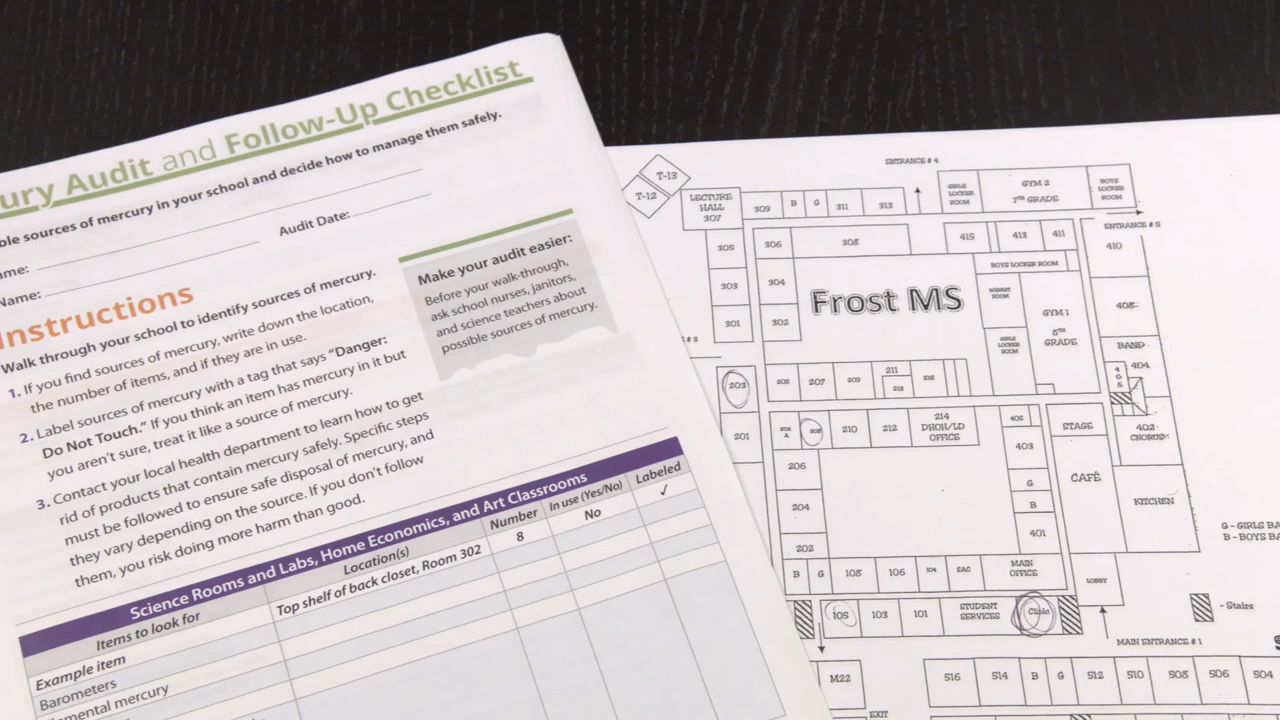 ury Audit and Follow-Up Checklist
ble sources of mercury in your school and decide how to manage them safely.
ame:
Audit Date:
Name:
Instructions
Walk through your school to identify sources of mercury.
1. If you find sources of mercury, write down the location,
the number of items, and if they are in use.
2. Label sources of mercury with a tag that says "Danger:
Do Not Touch." If you think an item has mercury in it but
you aren't sure, treat it like a source of mercury.
3. Contact your local health department to learn how to get
rid of products that contain mercury safely. Specific steps
must be followed to ensure safe disposal of mercury, and
they vary depending on the source. If you don't follow
them, you risk doing more harm than good.
Make your audit easier:
Before your walk-through,
ask school nurses, janitors,
and science teachers about
possible sources of mercury.
Science Rooms and Labs, Home Economics, and Art Classrooms
Items to look for
Location(s)
Number
In use (Yes/No)
Labeled
Example item
Top shelf of back closet, Room 302
8
No
✓
Barometers
lemental mercury
ENTRANCE # 4
T-13
T-12
LECTURE
HALL
307
309
B
G
311
313
GIRLS
LOCKER
ROOM
GYM 2
7TH GRADE
BOYS
LOCKER
ROOM
ENTRANCE # 5
305
306
308
415
413
411
410
BOYS LOCKER ROOM
303
304
Frost MS
WEIGHT
ROOM
GYM 1
8TH
GRADE
408
301
302
GIRLS
LOCKER
ROOM
# 3
BAND
404
406
203
207
209
211
213
215
201
208
210
212
214
DHOH/LD
OFFICE
405
STAGE
402
CHORUS
206
403
CAFÉ
G
204
B
KITCHEN
202
401
G - GIRLS BA
B - BOYS BA
B
G
108
106
104
SAC
MAIN
OFFICE
LOBBY
105
103
101
STUDENT
SERVICES
Clinic
- Stairs
MAIN ENTRANCE # 1
M22
516
514
B
G
512
510
508
506
504
EXIT